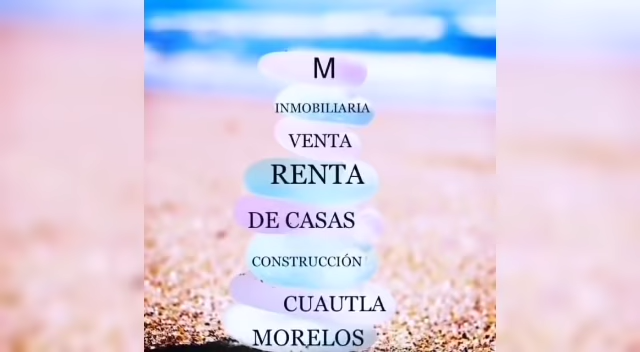 M
INMOBILIARIA
VENTA
RENTA
DE CASAS
CONSTRUCCIÓN
CUAUTLA
MORELOS